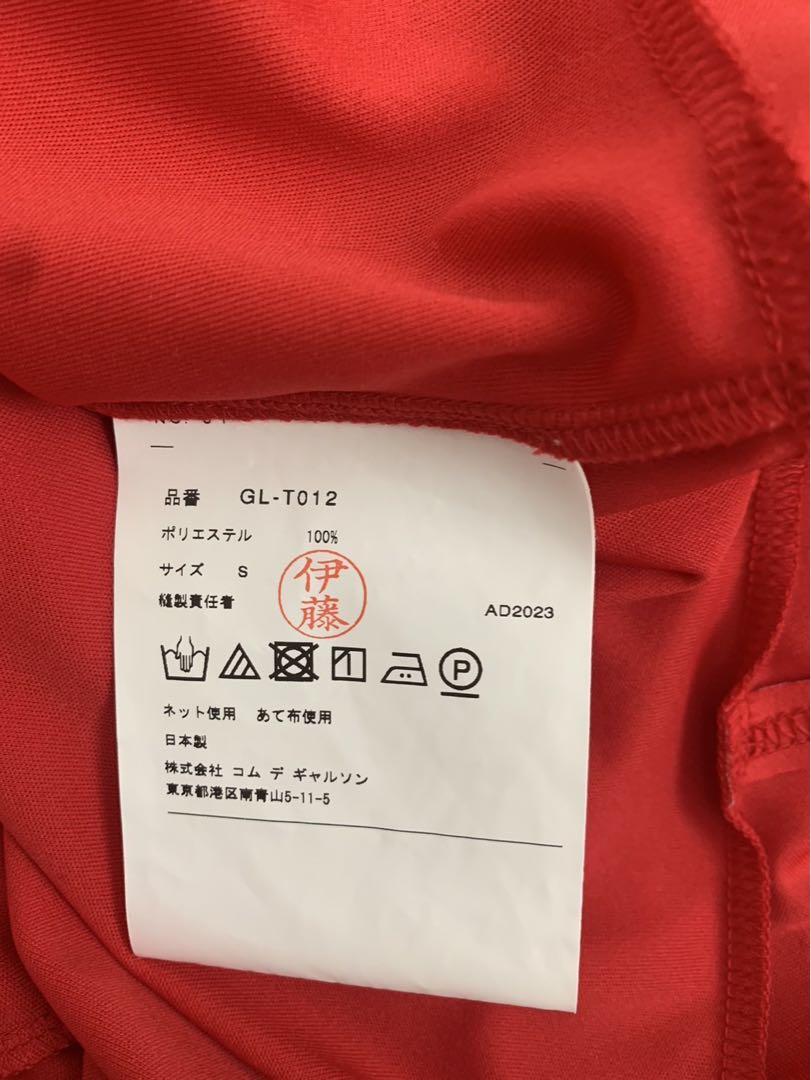 品番 GL-T012
ポリエステル 100%
サイズ S
伊藤
縫製責任者
AD2023
P
ネット使用 あて布使用
日本製
株式会社 コム デ ギャルソン
東京都港区南青山5-11-5